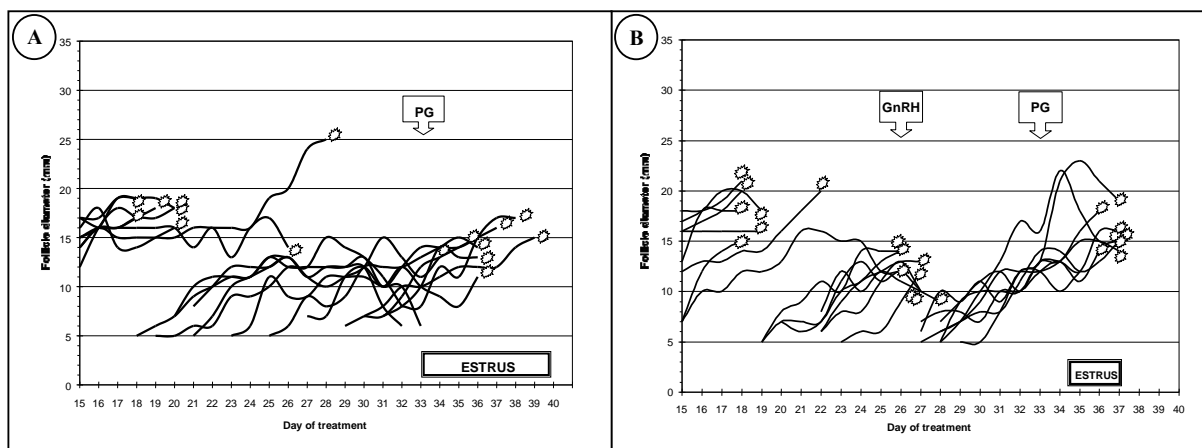 A
35
30
25
20
15
10
5
0
Follicle diameter (mm)
PG
ESTRUS
15 16 17 18 19 20 21 22 23 24 25 26 27 28 29 30 31 32 33 34 35 36 37 38 39 40
Day of treatment
B
35
30
25
20
15
10
5
0
Follicle diameter (mm)
GnRH
PG
ESTRUS
15 16 17 18 19 20 21 22 23 24 25 26 27 28 29 30 31 32 33 34 35 36 37 38 39 40
Day of treatment